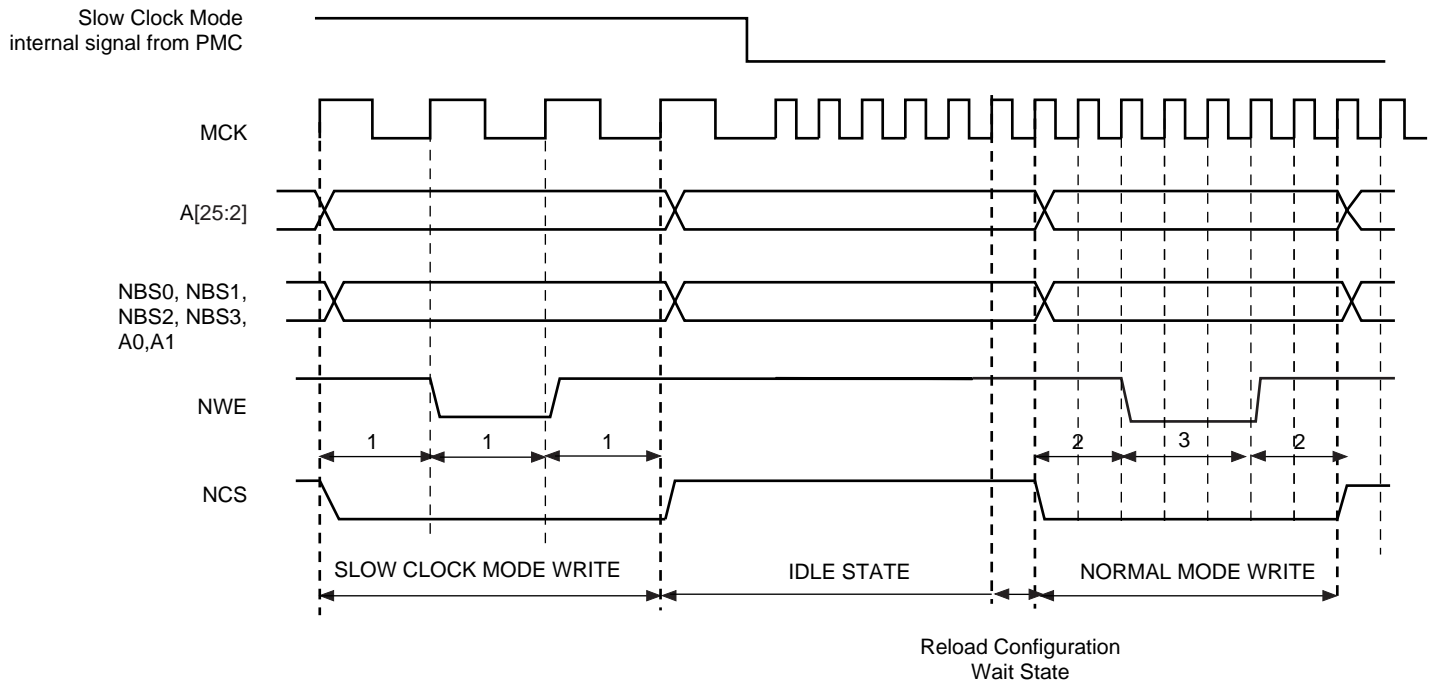 Slow Clock Mode
internal signal from PMC
MCK
A[25:2]
NBS0, NBS1,
NBS2, NBS3,
A0,A1
NWE
1 1 1 2 3 2
NCS
SLOW CLOCK MODE WRITE IDLE STATE NORMAL MODE WRITE
Reload Configuration
Wait State